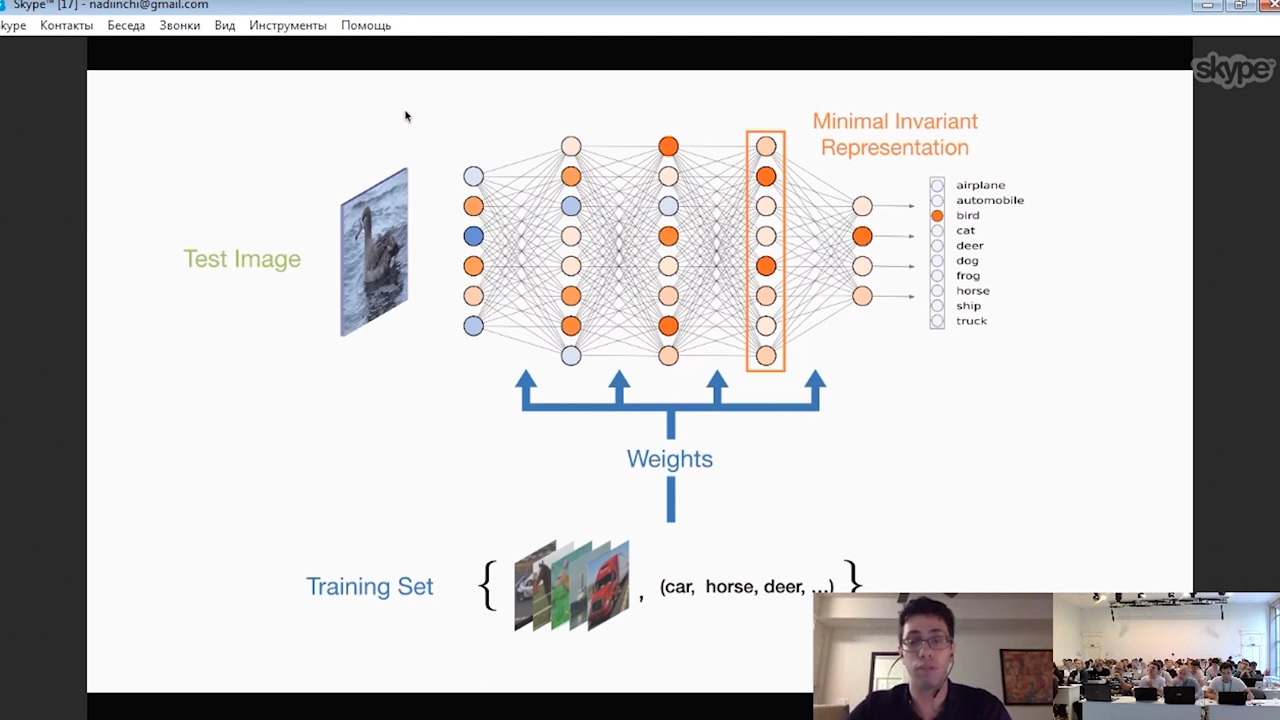 Skype™ [17] - nadiinchi@gmail.com
kype Контакты Беседа Звонки Вид Инструменты Помощь
skype
Minimal Invariant
Representation
Test Image
airplane
automobile
bird
cat
deer
dog
frog
horse
ship
truck
Weights
Training Set { , (car, horse, deer, ...) }